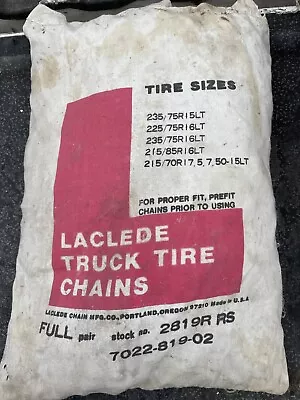 TIRE SIZES
235/75R15LT
225/75R16LT
235/75R16LT
215/85R16LT
215/70R17,5,7,50-15LT
FOR PROPER FIT, PREFIT
CHAINS PRIOR TO USING
LACLEDE
TRUCK TIRE
CHAINS
LACLEDE CHAIN MFG.CO.,PORTLAND,OREGON 97210 Made in U.S.A
FULL pair stock no. 2819R RS
7022-819-02